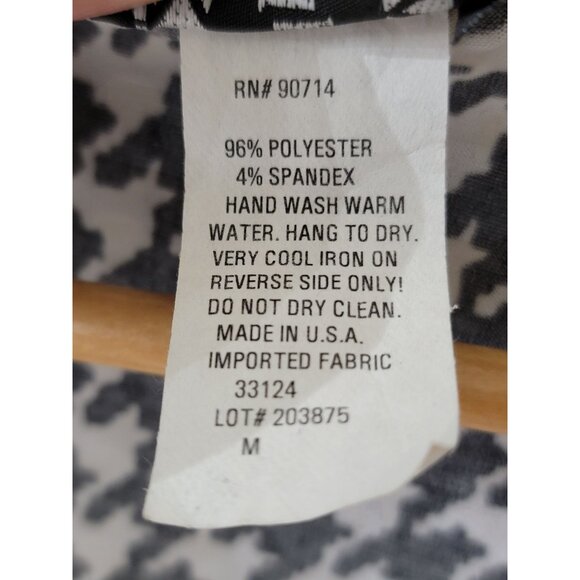 RN# 90714
96% POLYESTER
4% SPANDEX
HAND WASH WARM
WATER. HANG TO DRY.
VERY COOL IRON ON
REVERSE SIDE ONLY!
DO NOT DRY CLEAN.
MADE IN U.S.A.
IMPORTED FABRIC
33124
LOT# 203875
M